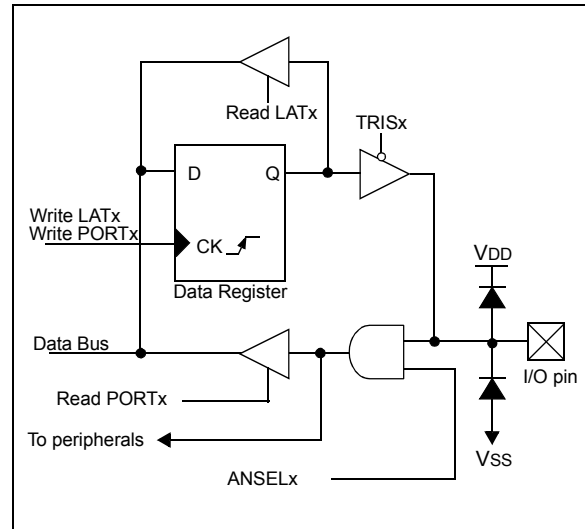 Read LATx
TRISx
D Q
Write LATx
Write PORTx
CK
VDD
Data Register
Data Bus
I/O pin
Read PORTx
To peripherals
VSS
ANSELx